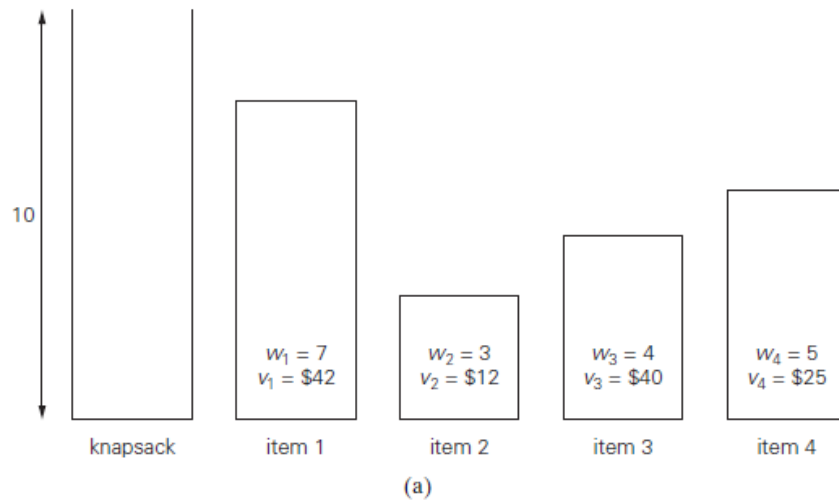 10
w₁ = 7
v₁ = $42
w₂ = 3
v₂ = $12
w₃ = 4
v₃ = $40
w₄ = 5
v₄ = $25
knapsack
item 1
item 2
item 3
item 4
(a)